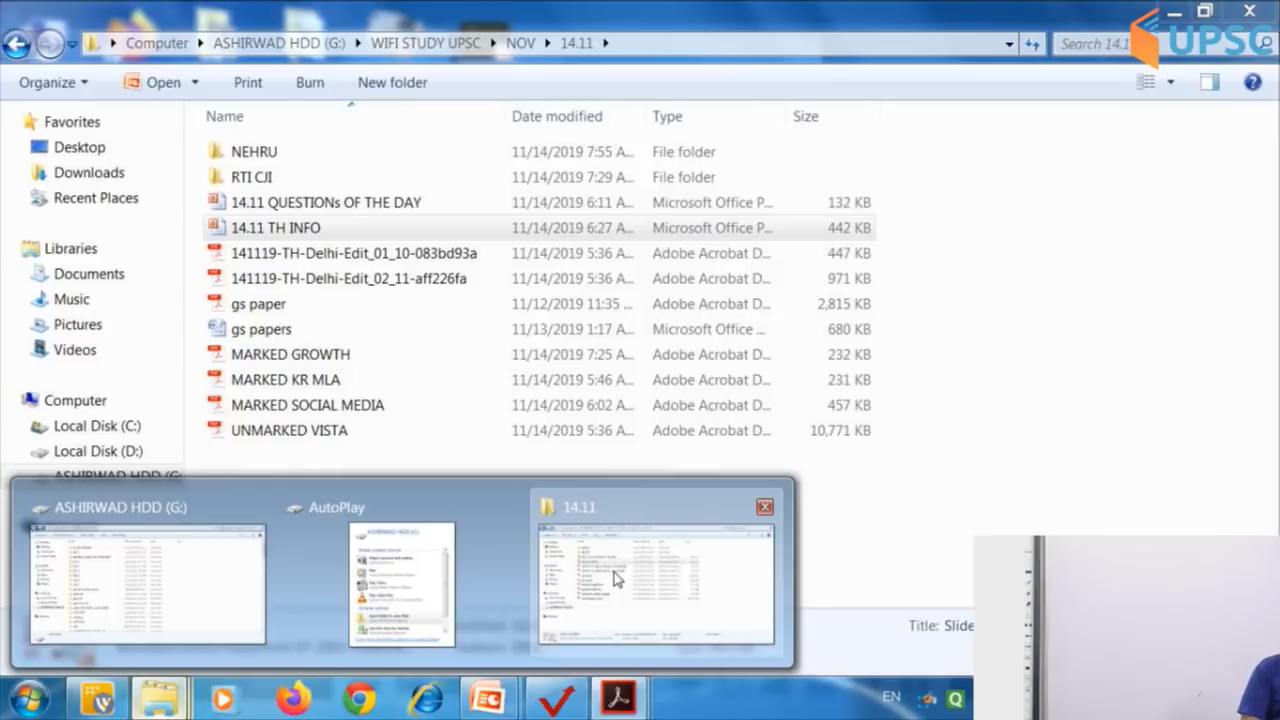 Computer ASHIRWAD HDD (G:) WIFI STUDY UPSC NOV 14.11 Search 14.1
UPSC
Organize Open Print Burn New folder
Name Date modified Type Size
Favorites
Desktop
Downloads
Recent Places
Libraries
Documents
Music
Pictures
Videos
Computer
Local Disk (C:)
Local Disk (D:)
ASHIRWAD HDD (G:
NEHRU 11/14/2019 7:55 A... File folder
RTI CJI 11/14/2019 7:29 A... File folder
14.11 QUESTIONs OF THE DAY 11/14/2019 6:11 A... Microsoft Office P... 132 KB
14.11 TH INFO 11/14/2019 6:27 A... Microsoft Office P... 442 KB
141119-TH-Delhi-Edit_01_10-083bd93a 11/14/2019 5:36 A... Adobe Acrobat D... 447 KB
141119-TH-Delhi-Edit_02_11-aff226fa 11/14/2019 5:36 A... Adobe Acrobat D... 971 KB
gs paper 11/12/2019 11:35 ... Adobe Acrobat D... 2,815 KB
gs papers 11/13/2019 1:17 A... Microsoft Office ... 680 KB
MARKED GROWTH 11/14/2019 7:25 A... Adobe Acrobat D... 232 KB
MARKED KR MLA 11/14/2019 5:46 A... Adobe Acrobat D... 231 KB
MARKED SOCIAL MEDIA 11/14/2019 6:02 A... Adobe Acrobat D... 457 KB
UNMARKED VISTA 11/14/2019 5:36 A... Adobe Acrobat D... 10,771 KB
ASHIRWAD HDD (G:) AutoPlay 14.11
Title: Slide
EN